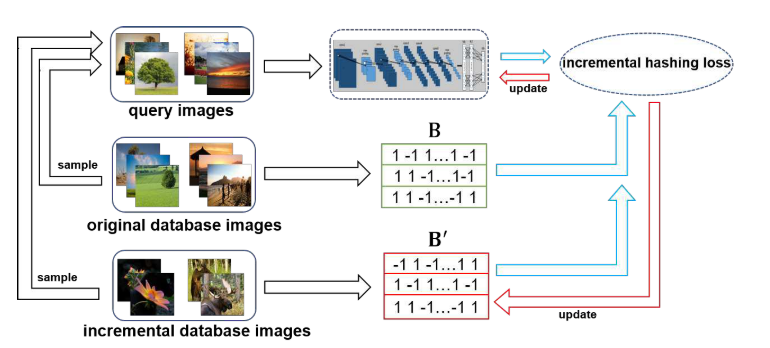 query images
incremental hashing loss
update
B
sample
1 -1 1...1 -1
1 1 -1...1-1
1 1 -1...-1 1
original database images
B′
-1 1 -1...1 1
sample
1 -1 1...1 -1
1 1 -1...-1 1
update
incremental database images